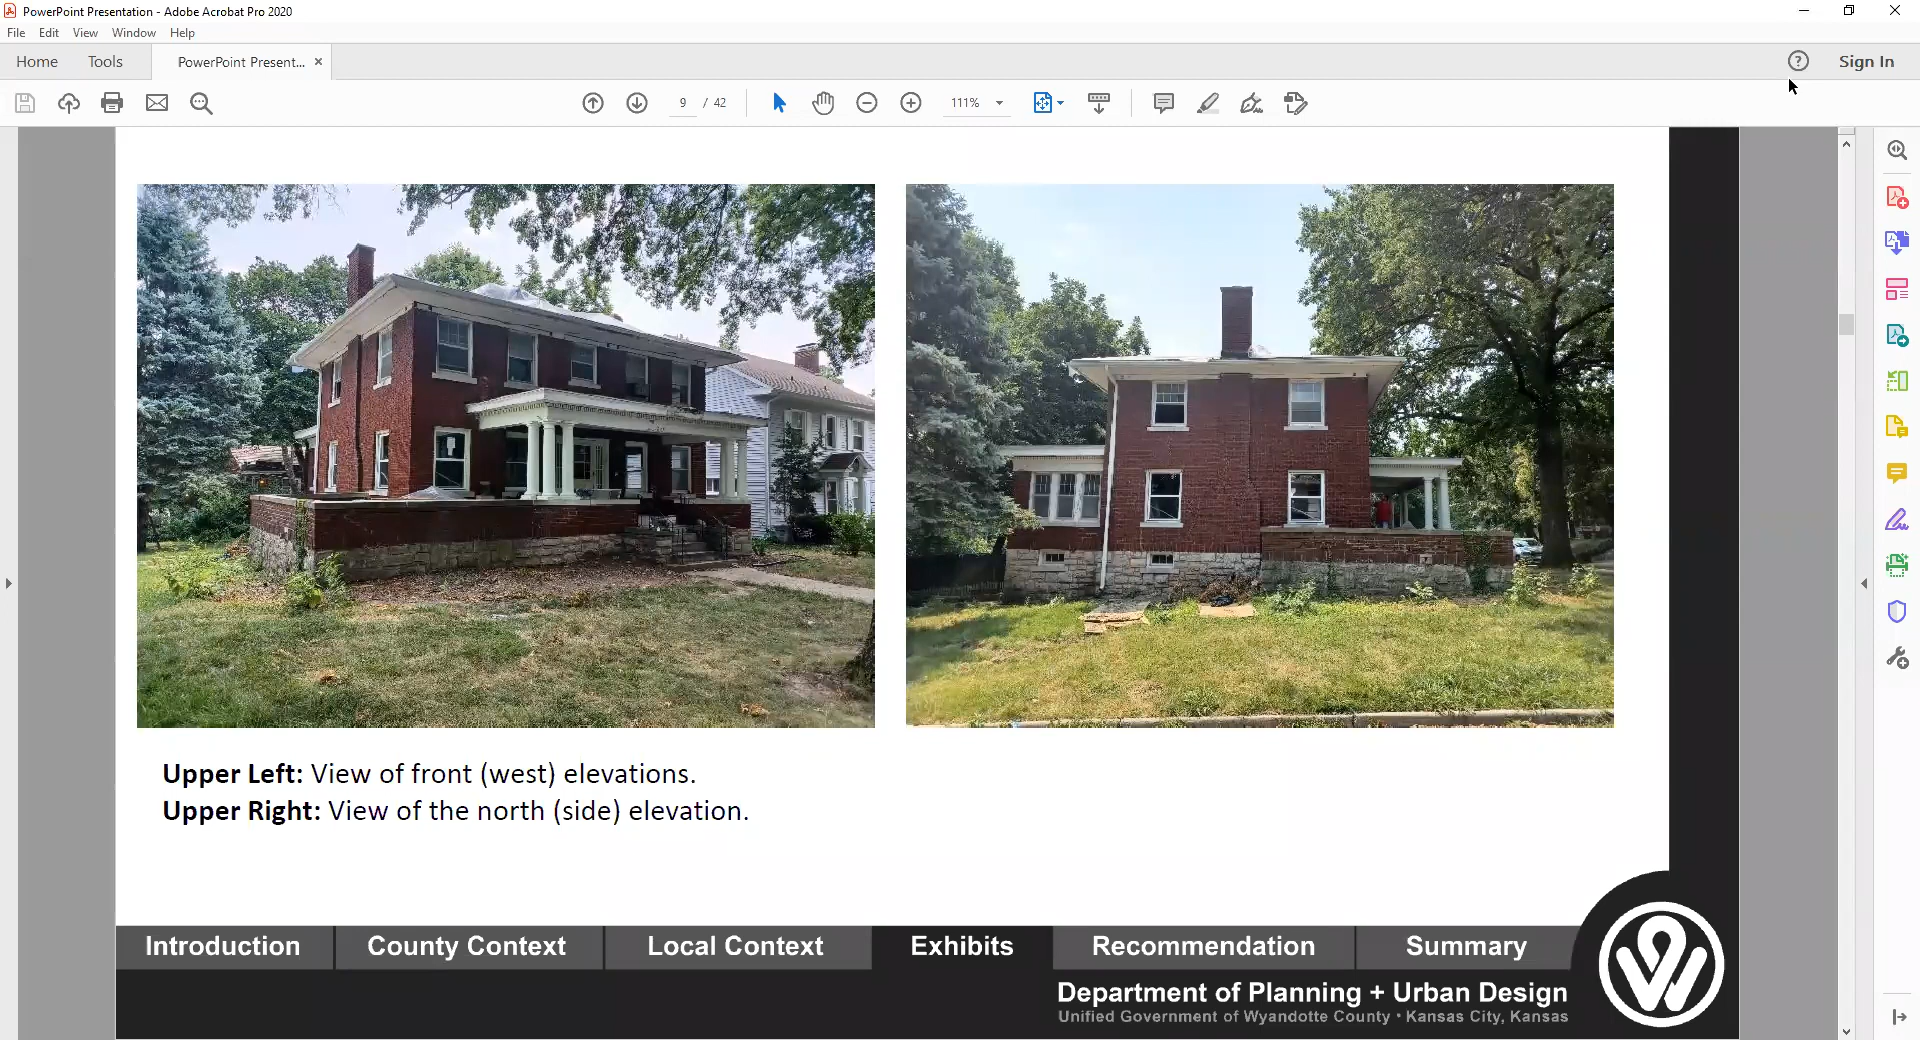 PowerPoint Presentation - Adobe Acrobat Pro 2020
File Edit View Window Help
Home Tools PowerPoint Present... ×
? Sign In
9 / 42 111%
Upper Left: View of front (west) elevations.
Upper Right: View of the north (side) elevation.
Introduction County Context Local Context Exhibits Recommendation Summary
Department of Planning + Urban Design
Unified Government of Wyandotte County • Kansas City, Kansas